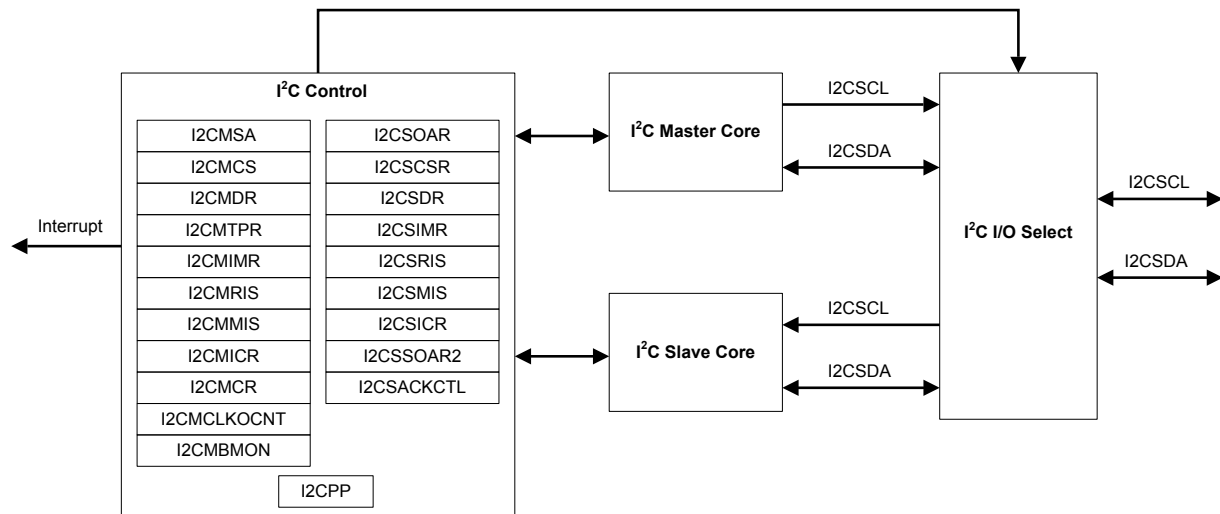 I²C Control
I2CMSA
I2CMCS
I2CMDR
I2CMTPR
I2CMIMR
I2CMRIS
I2CMMIS
I2CMICR
I2CMCR
I2CMCLKOCNT
I2CMBMON
I2CSOAR
I2CSCSR
I2CSDR
I2CSIMR
I2CSRIS
I2CSMIS
I2CSICR
I2CSSOAR2
I2CSACKCTL
I2CPP
Interrupt
I²C Master Core
I2CSCL
I2CSDA
I²C Slave Core
I2CSCL
I2CSDA
I²C I/O Select
I2CSCL
I2CSDA